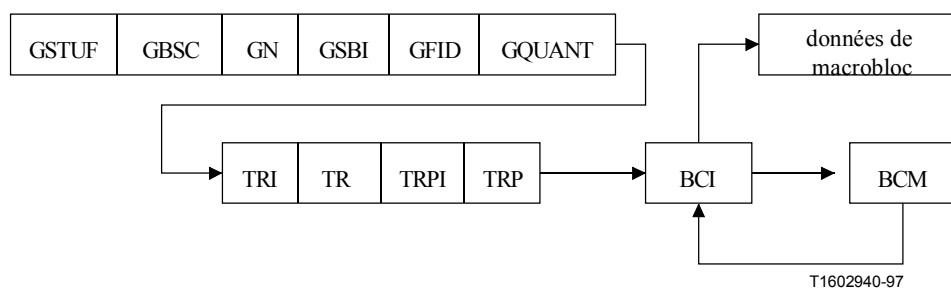 GSTUF GBSC GN GSBI GFID GQUANT
données de
macrobloc
TRI TR TRPI TRP BCI BCM
T1602940-97